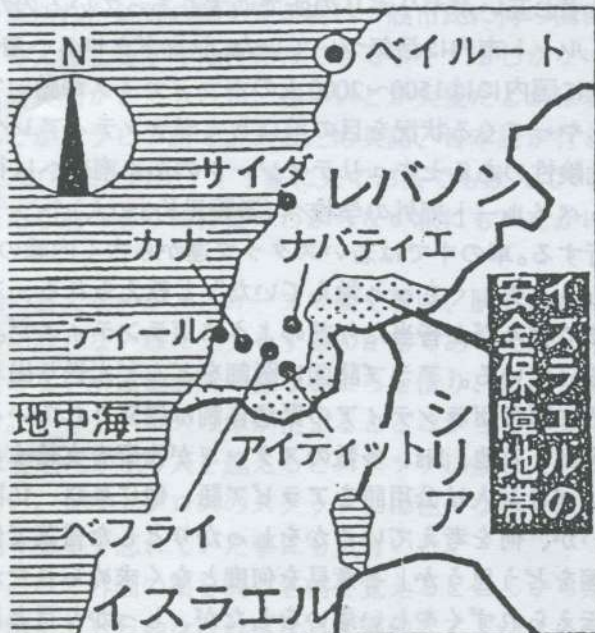 N
ベイルート
サイダ
レバノン
カナ
ナバティエ
ティール
イスラエルの
安全保障地帯
地中海
アイティット
シリア
ベフライ
イスラエル